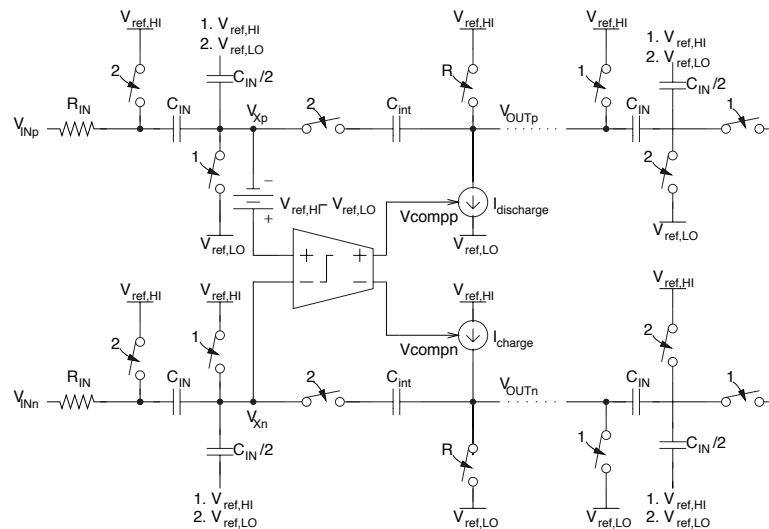 V_ref,HI
1. V_ref,HI
2. V_ref,LO
V_ref,HI
V_ref,HI
1. V_ref,HI
2. V_ref,LO
2
C_IN/2
R
1
C_IN/2
R_IN
C_IN
2
C_int
C_IN
1
V_INp
V_Xp
V_OUTp
1
2
−
+
V_ref,HI − V_ref,LO
Vcompp
I_discharge
V_ref,LO
V_ref,LO
V_ref,LO
+
+
−
−
V_ref,HI
V_ref,HI
V_ref,HI
V_ref,HI
2
1
Vcompn
I_charge
2
R_IN
C_IN
2
C_int
C_IN
1
V_INn
V_Xn
V_OUTn
C_IN/2
R
1
C_IN/2
1. V_ref,HI
2. V_ref,LO
V_ref,LO
V_ref,LO
1. V_ref,HI
2. V_ref,LO